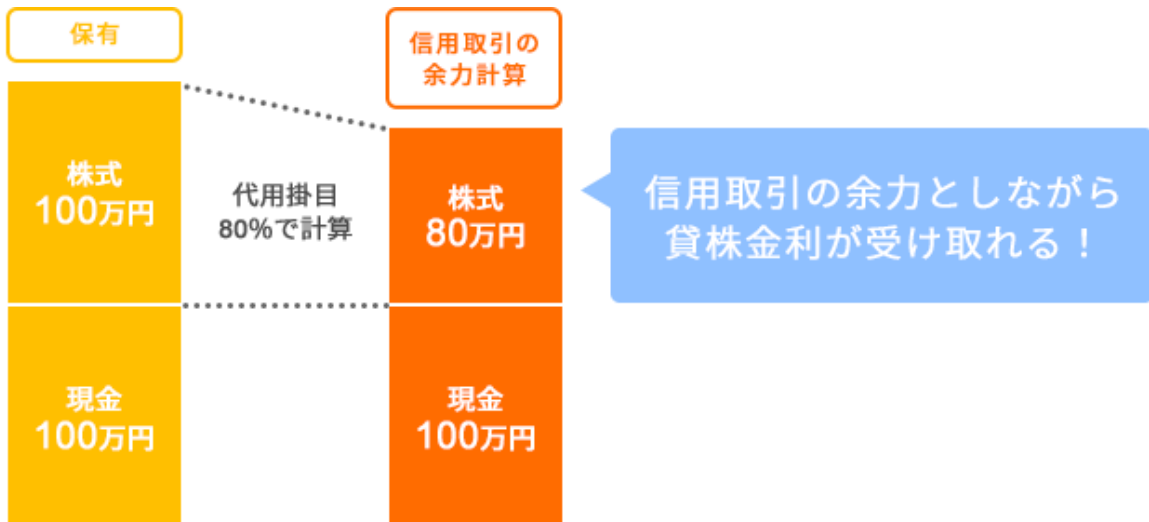 保有
信用取引の
余力計算
株式
100万円
代用掛目
80%で計算
株式
80万円
信用取引の余力としながら
貸株金利が受け取れる！
現金
100万円
現金
100万円